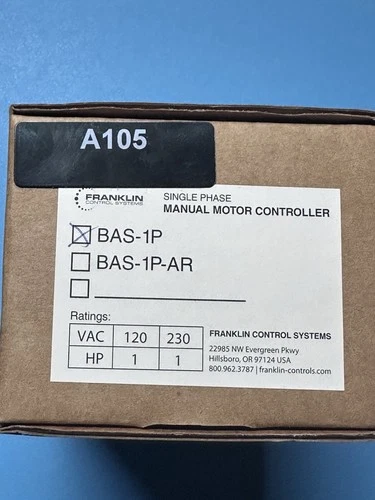 A105
FRANKLIN
CONTROL SYSTEMS
SINGLE PHASE
MANUAL MOTOR CONTROLLER
BAS-1P
BAS-1P-AR
Ratings:
VAC 120 230
HP 1 1
FRANKLIN CONTROL SYSTEMS
22985 NW Evergreen Pkwy
Hillsboro, OR 97124 USA
800.962.3787 | franklin-controls.com